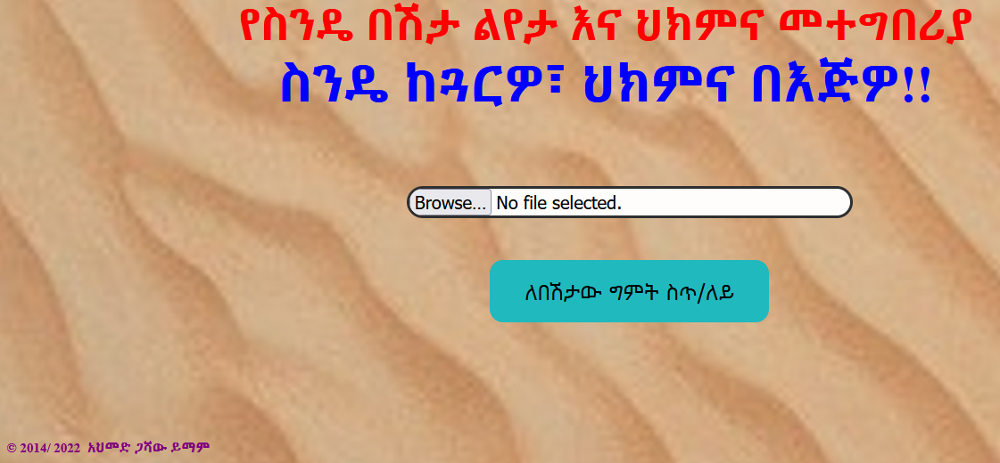 የስንዴ በሽታ ልየታ እና ህክምና መተግበሪያ
ስንዴ ከጓርዎ፣ ህክምና በእጅዎ!!
Browse... No file selected.
ለበሽታው ግምት ስጥ/ለይ
© 2014/ 2022 አህመድ ጋሻው ይማም